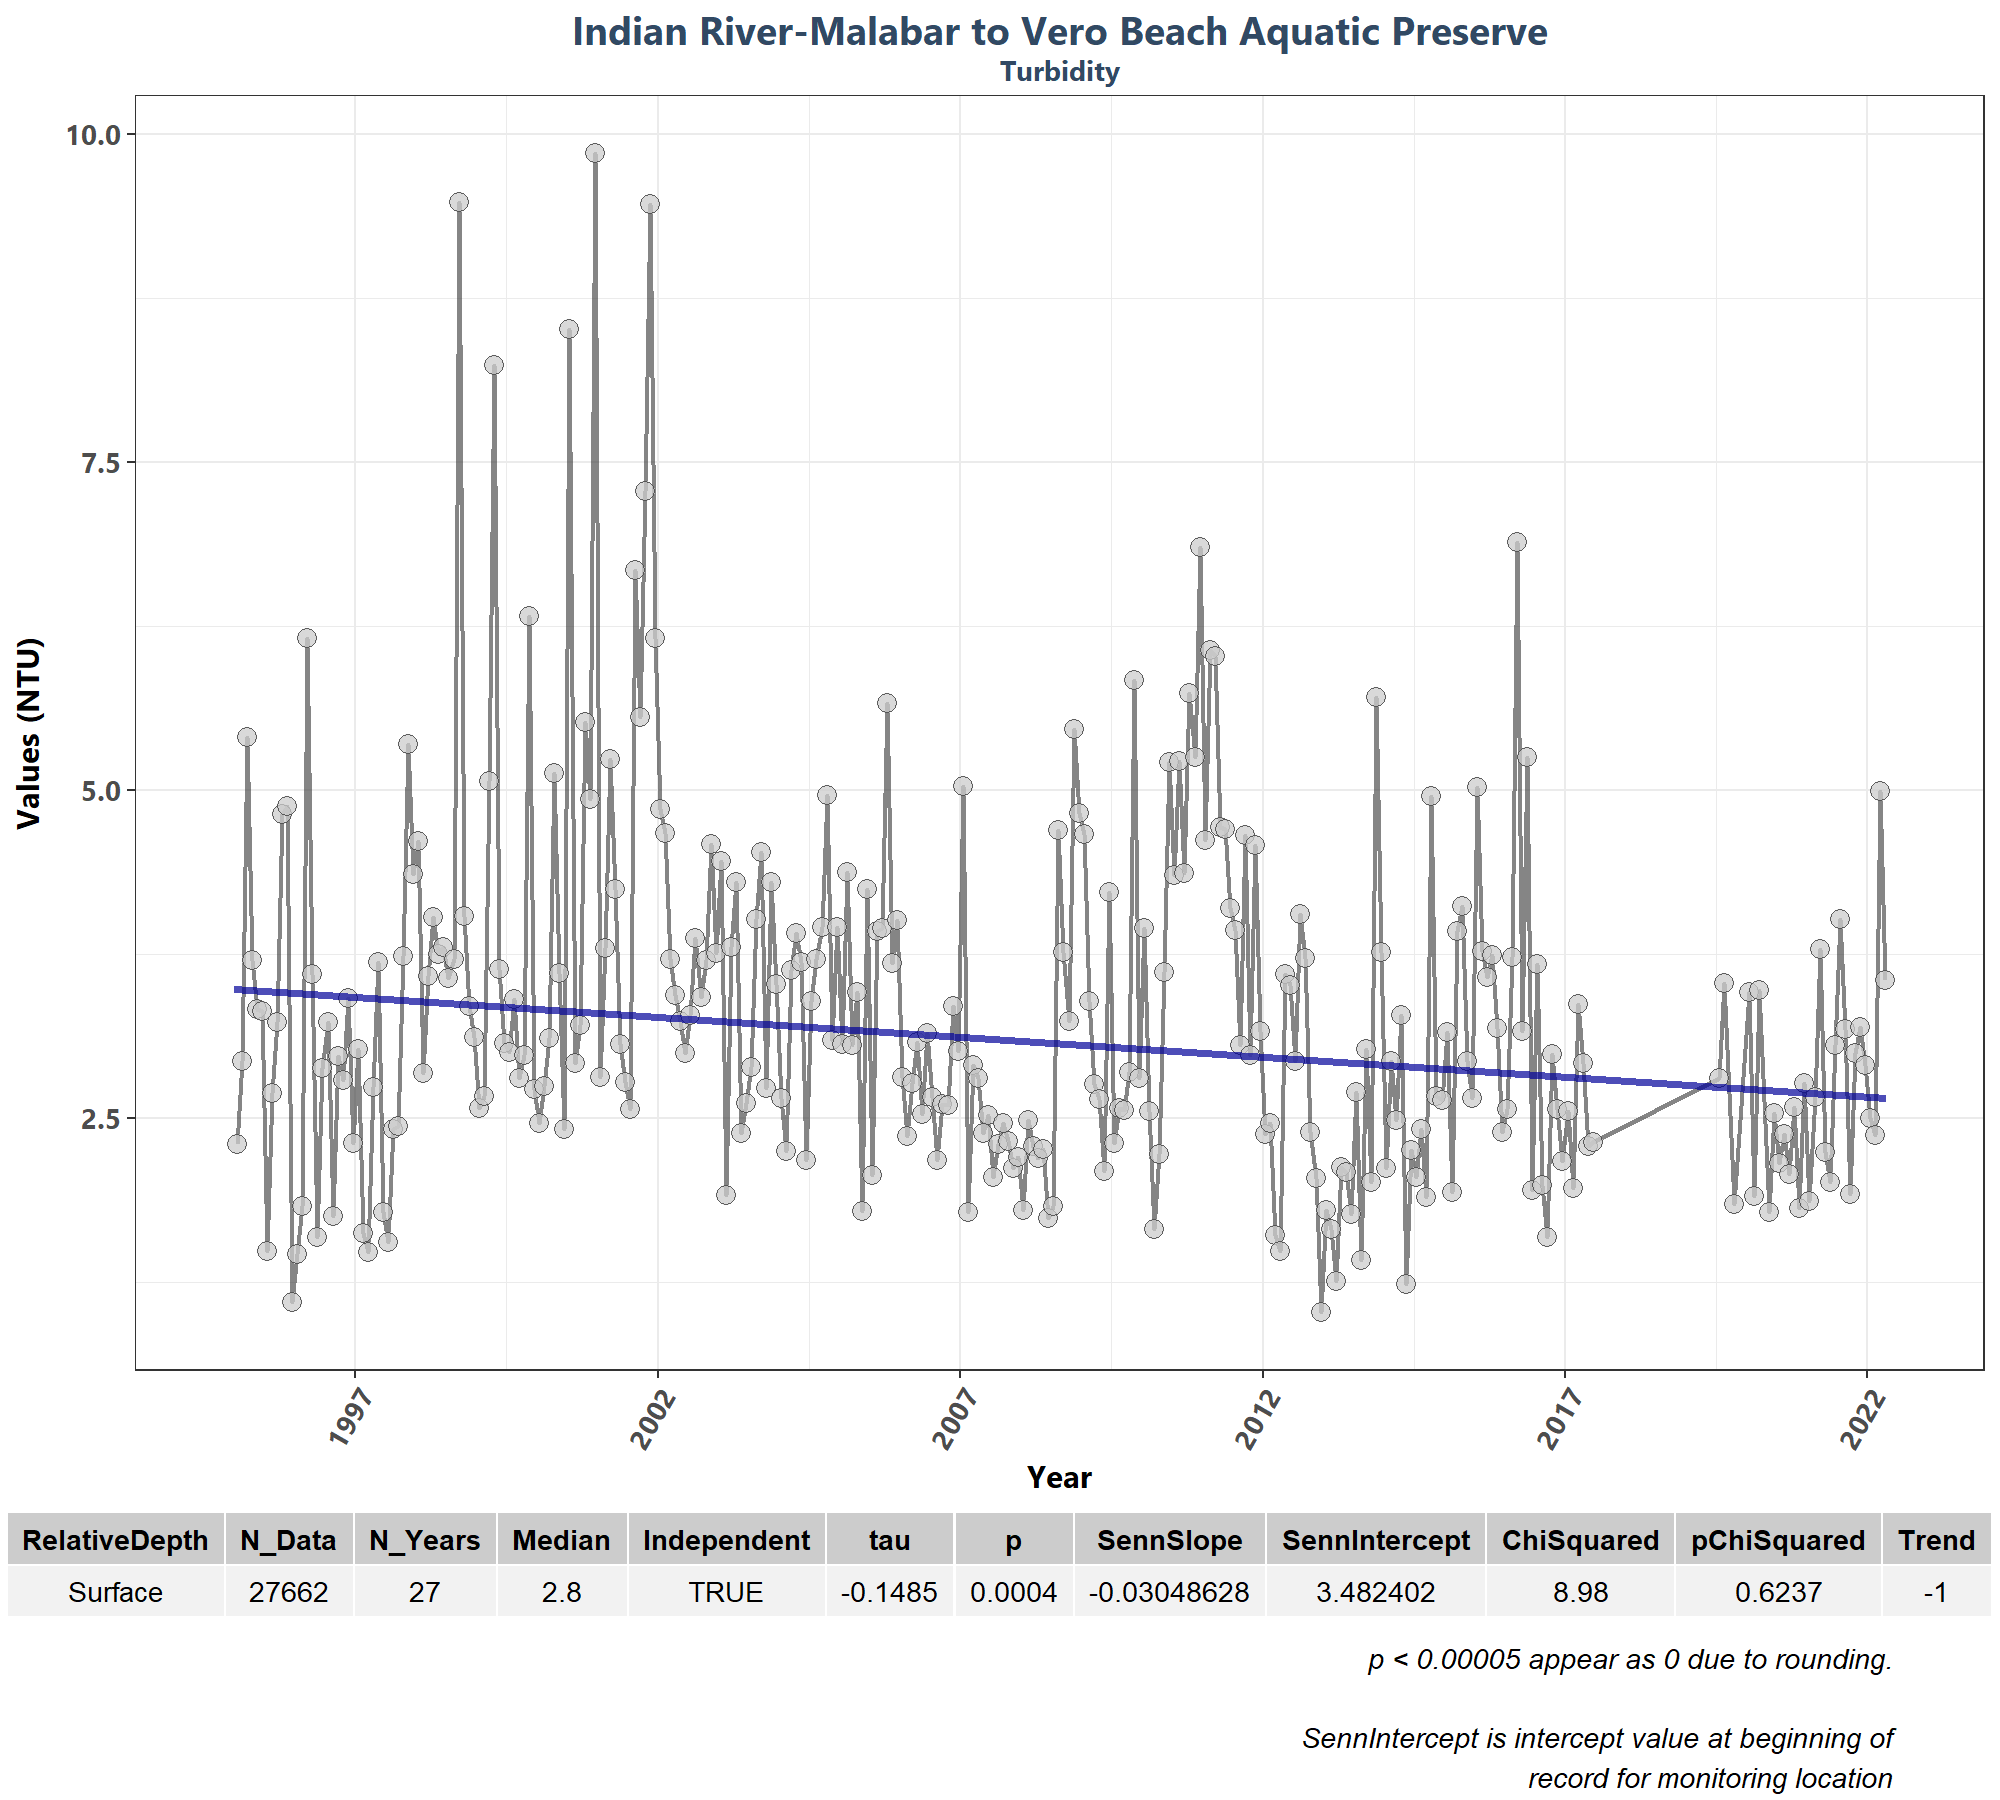 Indian River-Malabar to Vero Beach Aquatic Preserve
Turbidity
10.0
7.5
5.0
2.5
Values (NTU)
1997
2002
2007
2012
2017
2022
Year
RelativeDepth N_Data N_Years Median Independent tau p SennSlope SennIntercept ChiSquared pChiSquared Trend
Surface 27662 27 2.8 TRUE -0.1485 0.0004 -0.03048628 3.482402 8.98 0.6237 -1
p < 0.00005 appear as 0 due to rounding.
SennIntercept is intercept value at beginning of
record for monitoring location